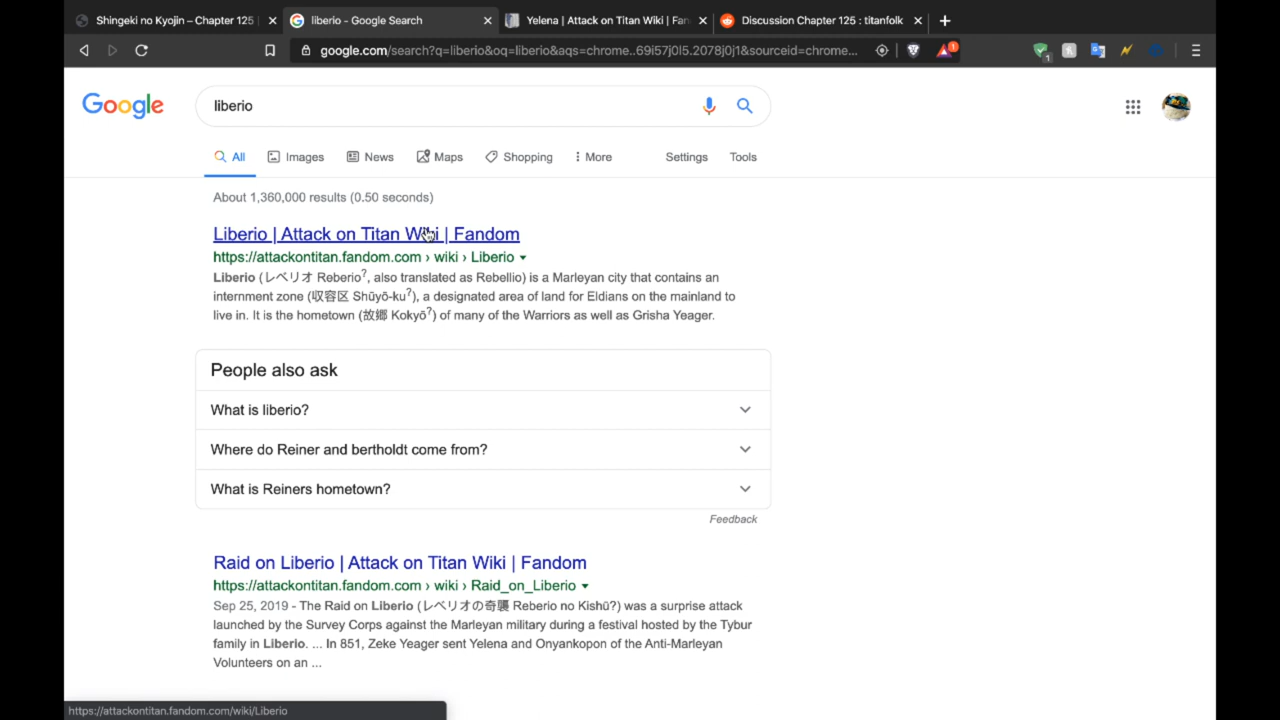 Shingeki no Kyojin – Chapter 125
liberio - Google Search
Yelena | Attack on Titan Wiki | Fan
Discussion Chapter 125 : titanfolk
google.com/search?q=liberio&oq=liberio&aqs=chrome..69i57j0l5.2078j0j1&sourceid=chrome...
1
1
Google
liberio
All
Images
News
Maps
Shopping
More
Settings
Tools
About 1,360,000 results (0.50 seconds)
Liberio | Attack on Titan Wiki | Fandom
https://attackontitan.fandom.com › wiki › Liberio
Liberio (レベリオ Reberio?, also translated as Rebellio) is a Marleyan city that contains an
internment zone (収容区 Shūyō-ku?), a designated area of land for Eldians on the mainland to
live in. It is the hometown (故郷 Kokyō?) of many of the Warriors as well as Grisha Yeager.
People also ask
What is liberio?
Where do Reiner and bertholdt come from?
What is Reiners hometown?
Feedback
Raid on Liberio | Attack on Titan Wiki | Fandom
https://attackontitan.fandom.com › wiki › Raid_on_Liberio
Sep 25, 2019 - The Raid on Liberio (レベリオの奇襲 Reberio no Kishū?) was a surprise attack
launched by the Survey Corps against the Marleyan military during a festival hosted by the Tybur
family in Liberio. ... In 851, Zeke Yeager sent Yelena and Onyankopon of the Anti-Marleyan
Volunteers on an ...
https://attackontitan.fandom.com/wiki/Liberio